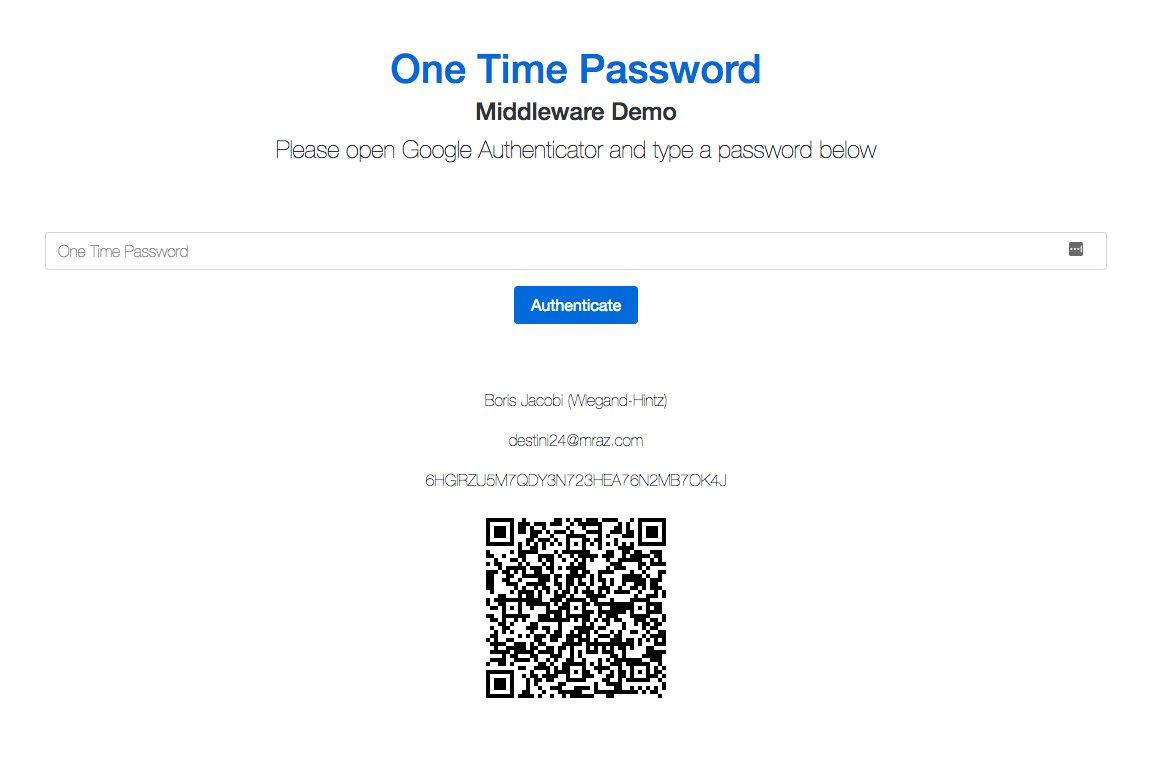 One Time Password
Middleware Demo
Please open Google Authenticator and type a password below
One Time Password
Authenticate
Boris Jacobi (Wiegand-Hintz)
destini24@mraz.com
6HGIRZU5M7QDY3N723HEA76N2MB7OK4J